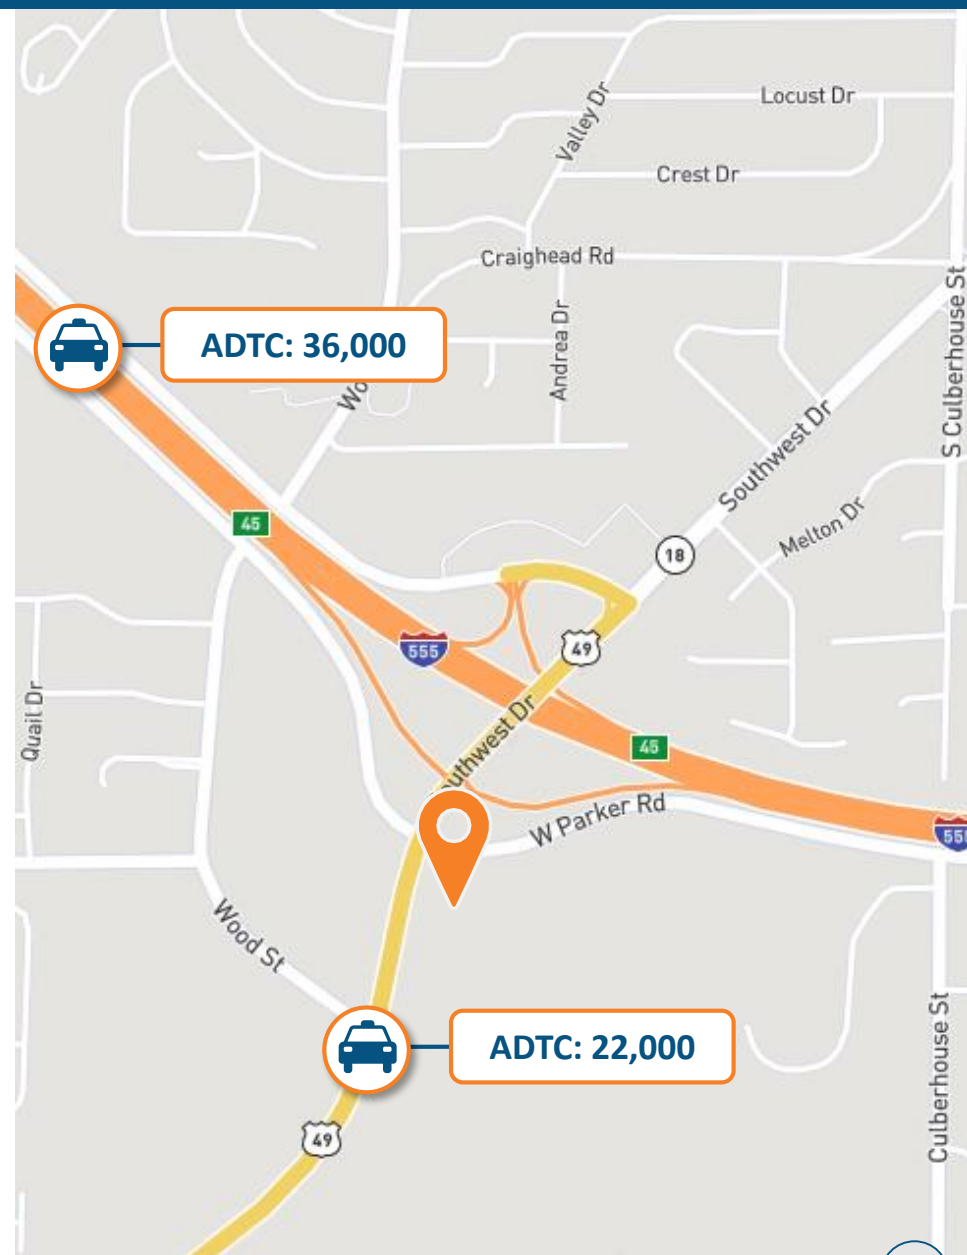 Locust Dr
Valley Dr
Crest Dr
Craighead Rd
S Culberhouse St
ADTC: 36,000
Andrea Dr
Wo
Southwest Dr
45
Melton Dr
18
555
49
Quail Dr
Southwest Dr
45
W Parker Rd
Wood St
ADTC: 22,000
Culberhouse St
49